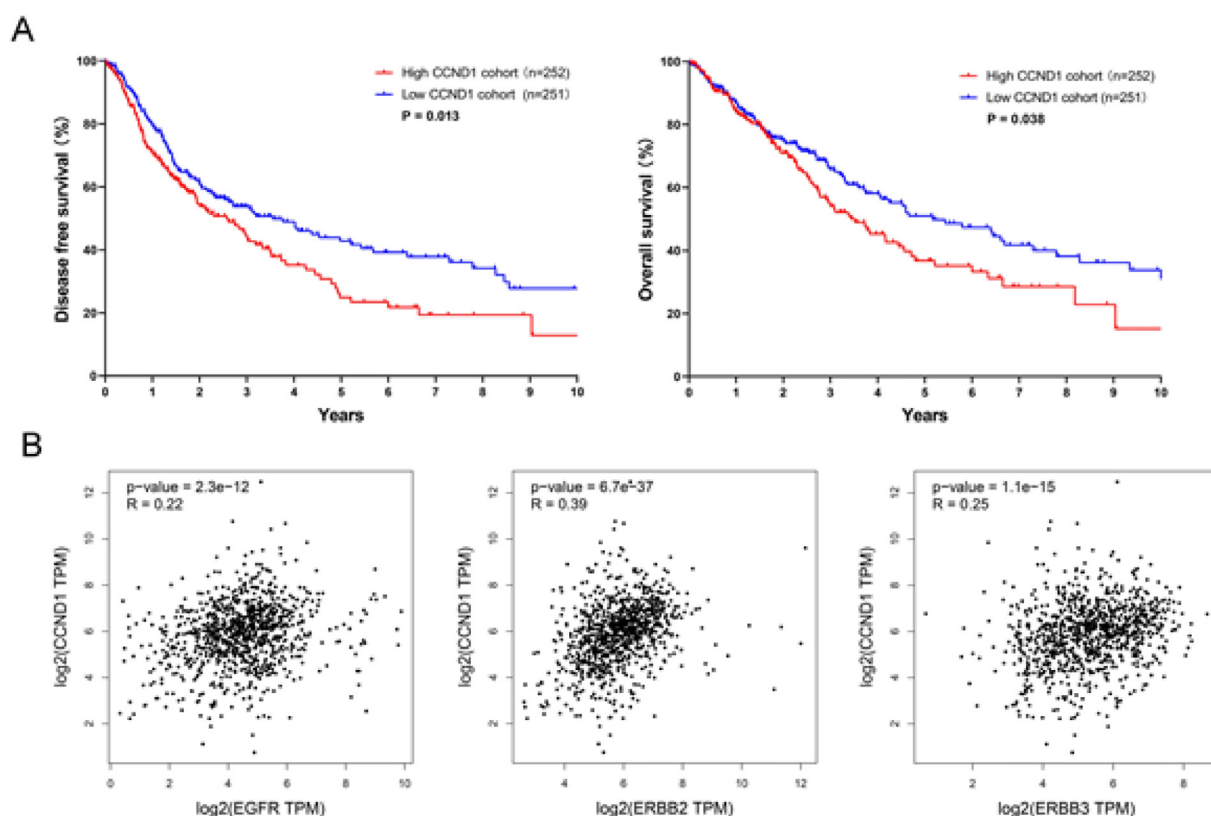 A
Disease free survival (%)
100
80
60
40
20
0
0 1 2 3 4 5 6 7 8 9 10
Years
High CCND1 cohort (n=252)
Low CCND1 cohort (n=251)
P = 0.013
Overall survival (%)
100
80
60
40
20
0
0 1 2 3 4 5 6 7 8 9 10
Years
High CCND1 cohort (n=252)
Low CCND1 cohort (n=251)
P = 0.038
B
p-value = 2.3e-12
R = 0.22
log2(CCND1 TPM)
12
10
8
6
4
2
0 2 4 6 8 10
log2(EGFR TPM)
p-value = 6.7e-37
R = 0.39
log2(CCND1 TPM)
12
10
8
6
4
2
4 6 8 10 12
log2(ERBB2 TPM)
p-value = 1.1e-15
R = 0.25
log2(CCND1 TPM)
12
10
8
6
4
2
2 4 6 8
log2(ERBB3 TPM)